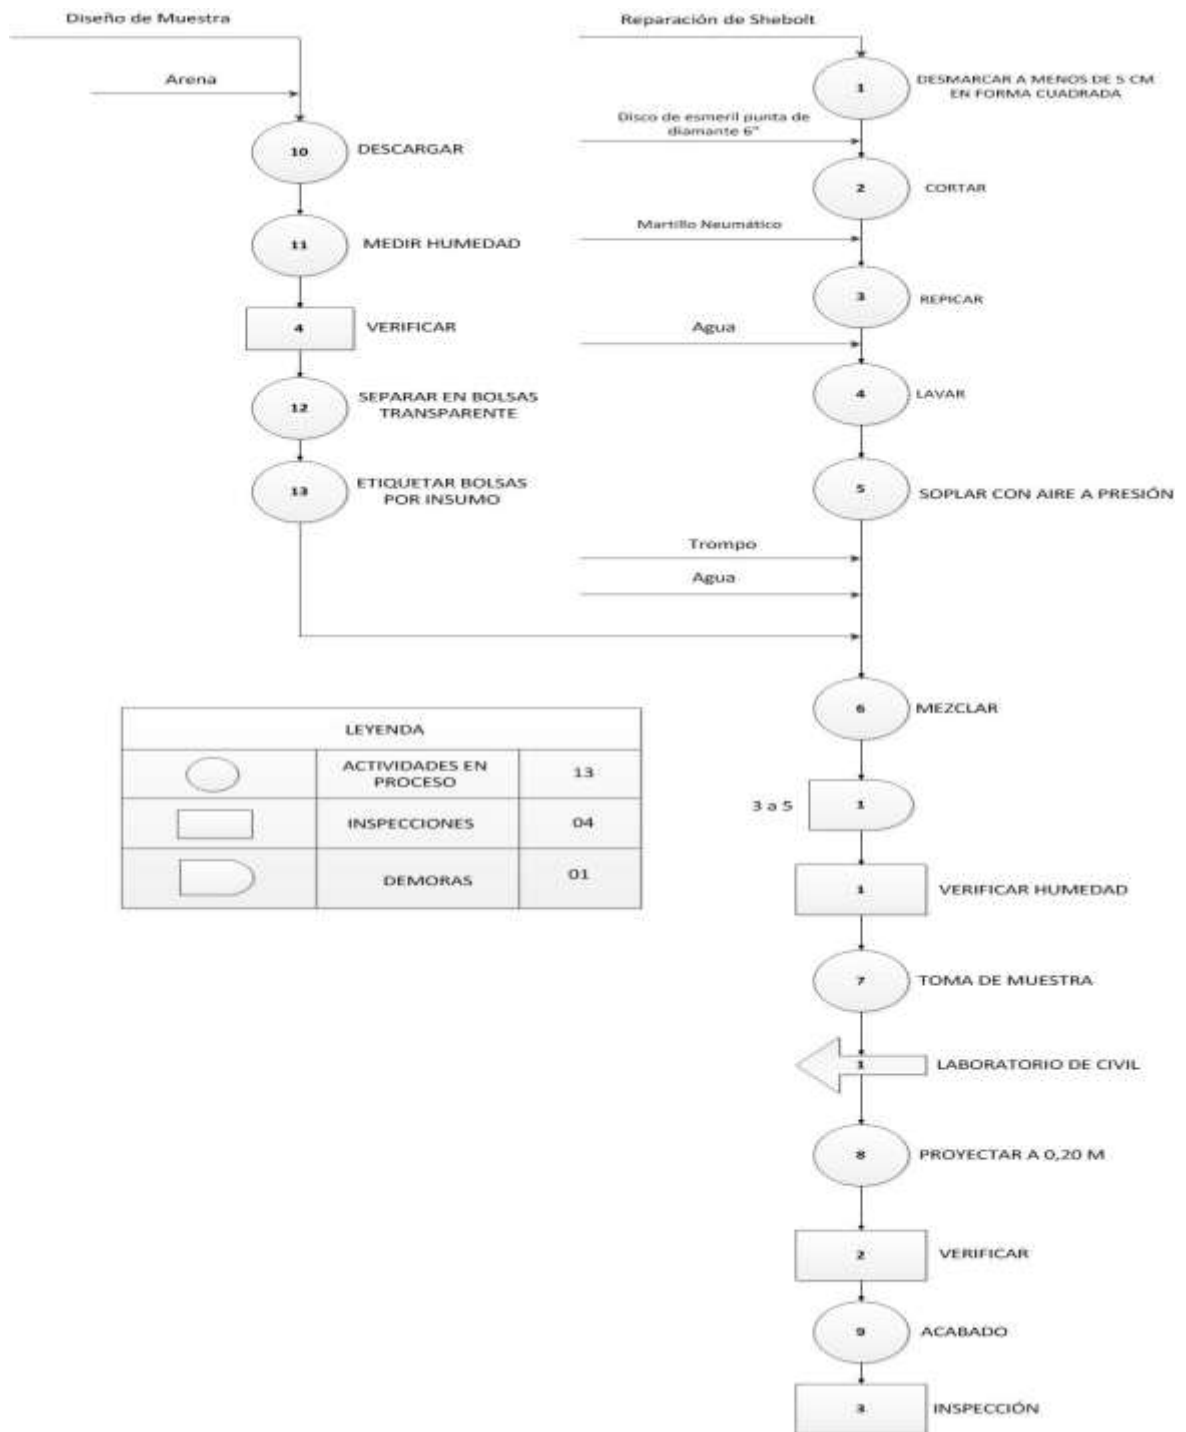 Diseño de Muestra
Arena
10
DESCARGAR
11
MEDIR HUMEDAD
4
VERIFICAR
12
SEPARAR EN BOLSAS
TRANSPARENTE
13
ETIQUETAR BOLSAS
POR INSUMO
Reparación de Shebolt
1
DESMARCAR A MENOS DE 5 CM
EN FORMA CUADRADA
Disco de esmeril punta de
diamante 6"
2
CORTAR
Martillo Neumático
3
REPICAR
Agua
4
LAVAR
5
SOPLAR CON AIRE A PRESIÓN
Trompo
Agua
6
MEZCLAR
3 a 5
1
1
VERIFICAR HUMEDAD
7
TOMA DE MUESTRA
1
LABORATORIO DE CIVIL
8
PROYECTAR A 0,20 M
2
VERIFICAR
9
ACABADO
3
INSPECCIÓN
LEYENDA
ACTIVIDADES EN
PROCESO
13
INSPECCIONES
04
DEMORAS
01